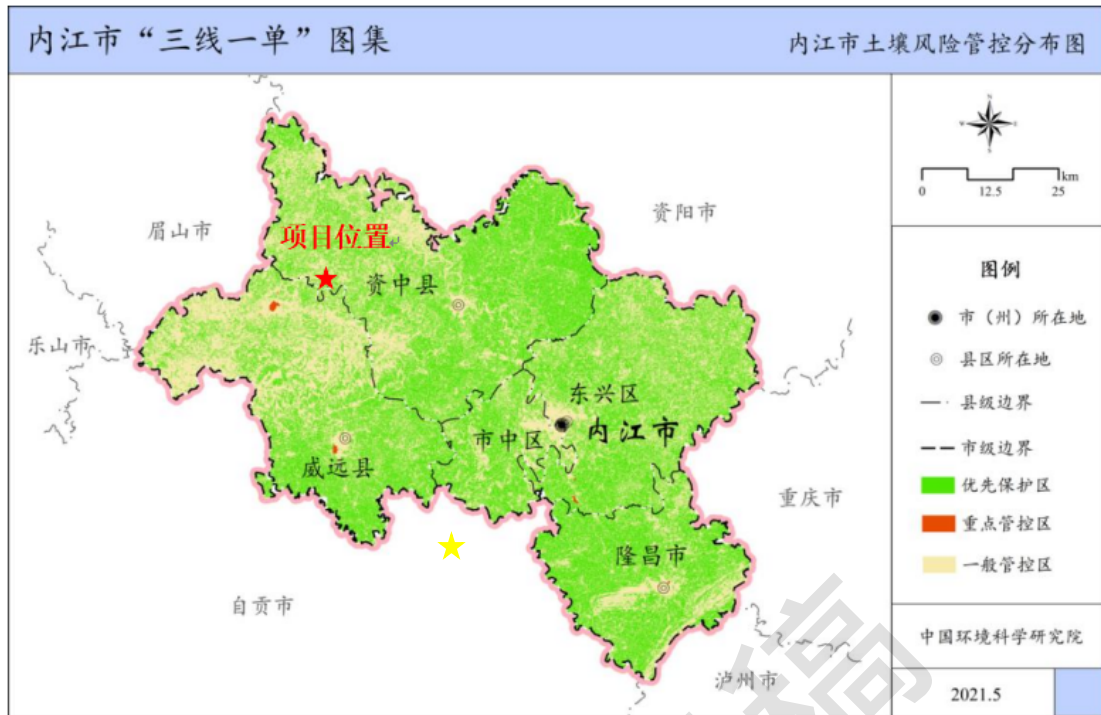 内江市“三线一单”图集
内江市土壤风险管控分布图
N
W
E
S
km
0
12.5
25
资阳市
眉山市
项目位置
资中县
图例
市（州）所在地
乐山市
县区所在地
东兴区
县级边界
市中区
内江市
市级边界
威远县
优先保护区
重庆市
重点管控区
隆昌市
一般管控区
自贡市
中国环境科学研究院
泸州市
2021.5
稿